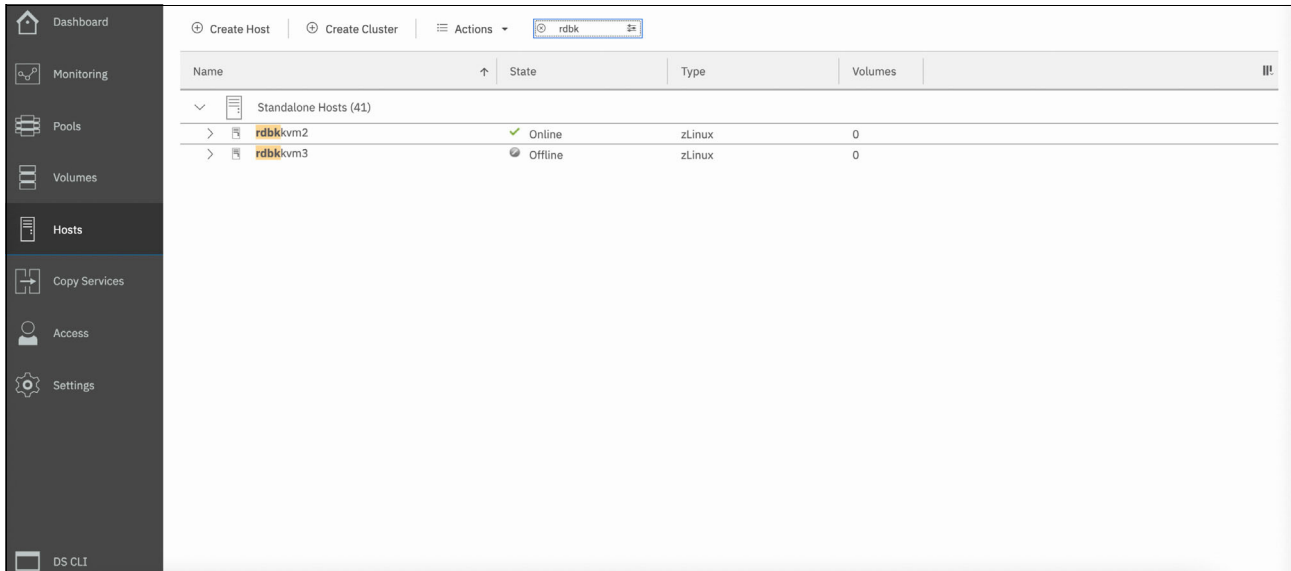 Dashboard
Monitoring
Pools
Volumes
Hosts
Copy Services
Access
Settings
DS CLI
Create Host Create Cluster Actions rdbk
Name State Type Volumes
Standalone Hosts (41)
rdbkkvm2 Online zLinux 0
rdbkkvm3 Offline zLinux 0